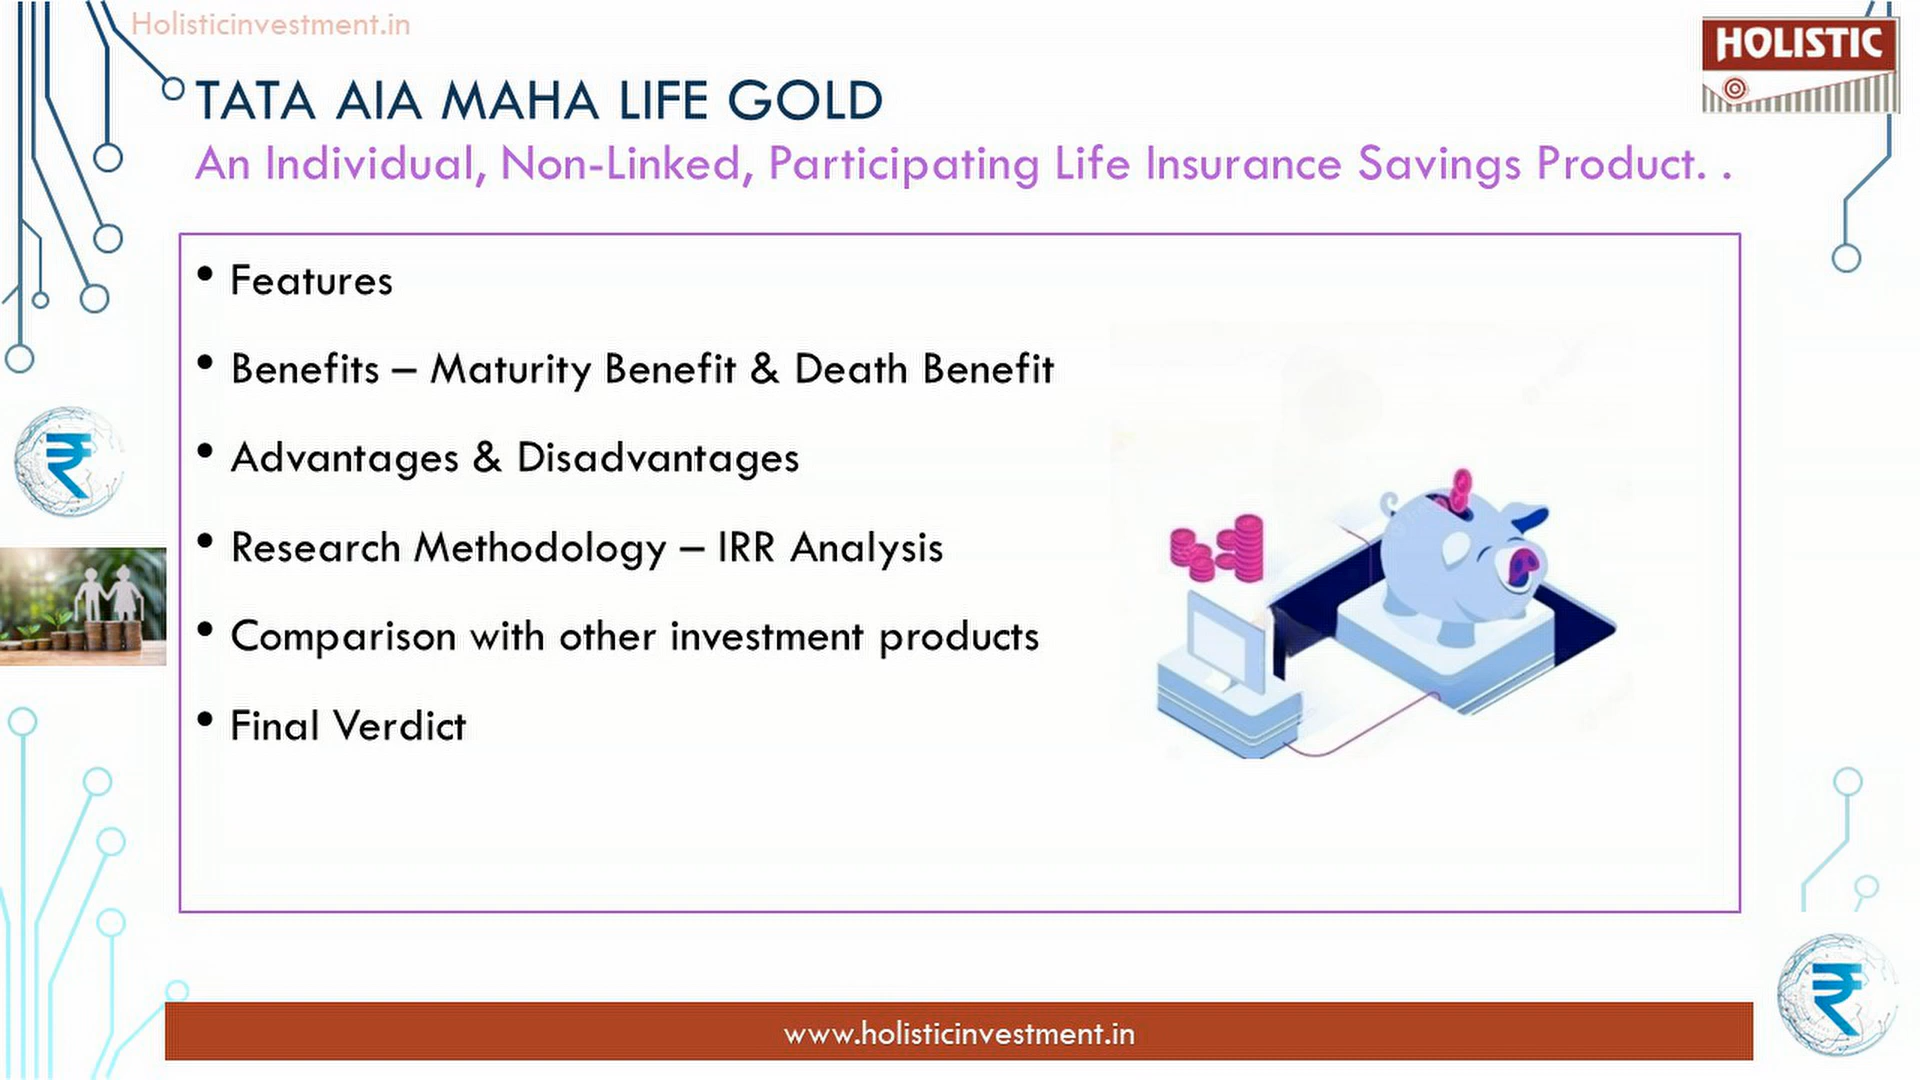 Holisticinvestment.in
HOLISTIC
TATA AIA MAHA LIFE GOLD
An Individual, Non-Linked, Participating Life Insurance Savings Product. .
• Features
• Benefits – Maturity Benefit & Death Benefit
• Advantages & Disadvantages
• Research Methodology – IRR Analysis
• Comparison with other investment products
• Final Verdict
www.holisticinvestment.in